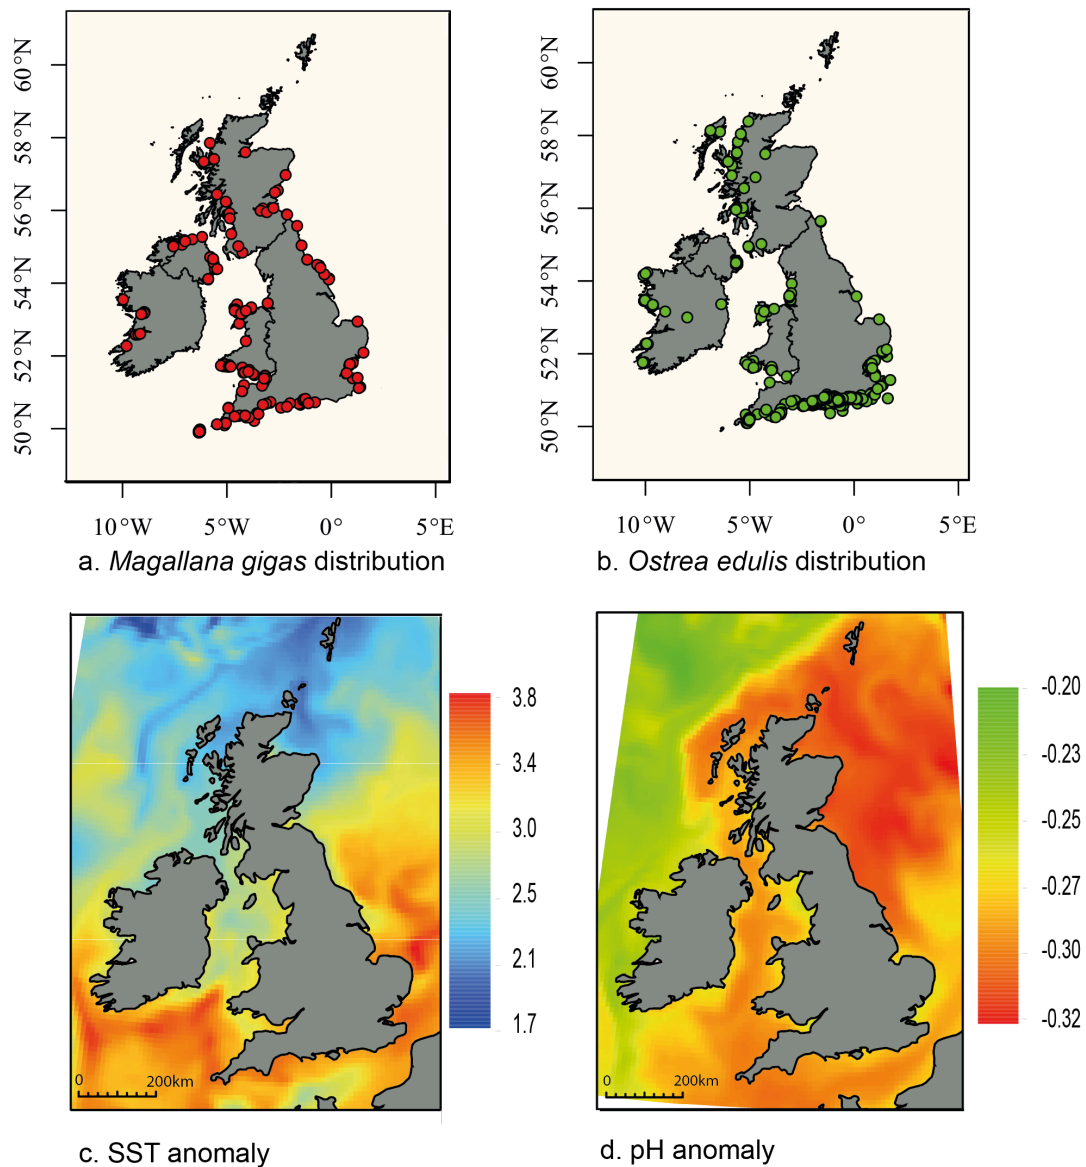 60°N
58°N
56°N
54°N
52°N
50°N
10°W 5°W 0° 5°E
a. Magallana gigas distribution
60°N
58°N
56°N
54°N
52°N
50°N
10°W 5°W 0° 5°E
b. Ostrea edulis distribution
3.8
3.4
3.0
2.5
2.1
1.7
0 200km
c. SST anomaly
-0.20
-0.23
-0.25
-0.27
-0.30
-0.32
0 200km
d. pH anomaly